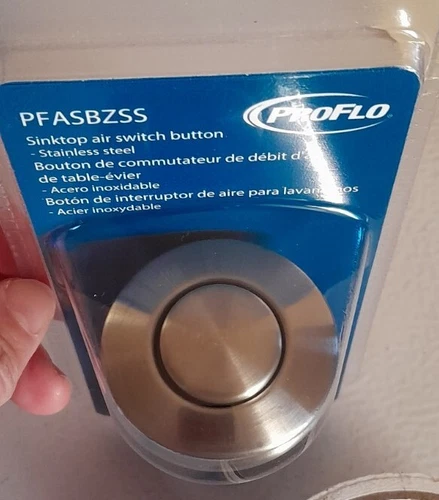 PFASBZSS
PROFLO
Sinktop air switch button
- Stainless steel
Bouton de commutateur de débit
de table-évier
- Acero inoxidable
Botón de interruptor de aire para
- Acier inoxydable